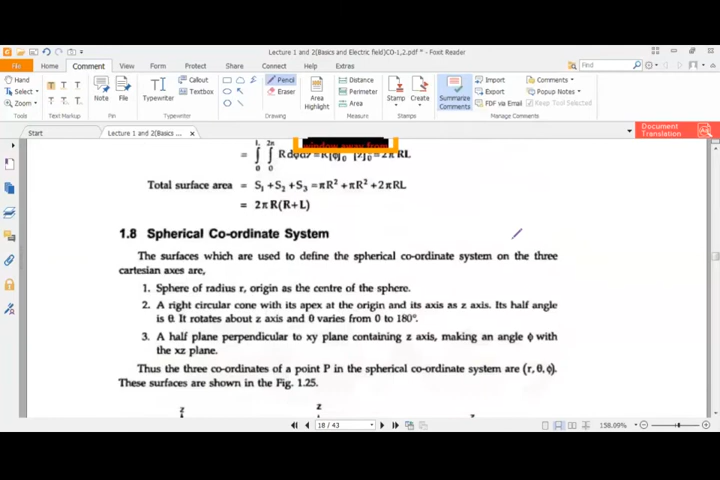 Lecture 1 and 2(Basics and Electric field)CO-1,2.pdf * - Foxit Reader
File Home Comment View Form Protect Share Connect Help Extras
Find
Hand
Select
Zoom
Tools
Text Markup
Note File
Pin
Typewriter
Callout
Textbox
Typewriter
Drawing
Pencil
Eraser
Area Highlight
Distance
Perimeter
Area
Measure
Stamp Create
Stamps
Summarize Comments
Import
Export
FDF via Email
Comments
Popup Notes
Keep Tool Selected
Manage Comments
Start Lecture 1 and 2(Basics ...
Document Translation
window away from
= ∫ ∫ R dφ dz = R[φ] [z] = 2π RL
Total surface area = S₁ + S₂ + S₃ = πR² + πR² + 2πRL
= 2π R(R+L)
1.8 Spherical Co-ordinate System
The surfaces which are used to define the spherical co-ordinate system on the three
cartesian axes are,
1. Sphere of radius r, origin as the centre of the sphere.
2. A right circular cone with its apex at the origin and its axis as z axis. Its half angle
is θ. It rotates about z axis and θ varies from 0 to 180°.
3. A half plane perpendicular to xy plane containing z axis, making an angle ϕ with
the xz plane.
Thus the three co-ordinates of a point P in the spherical co-ordinate system are (r, θ, ϕ).
These surfaces are shown in the Fig. 1.25.
z z z
18 / 43
158.09%